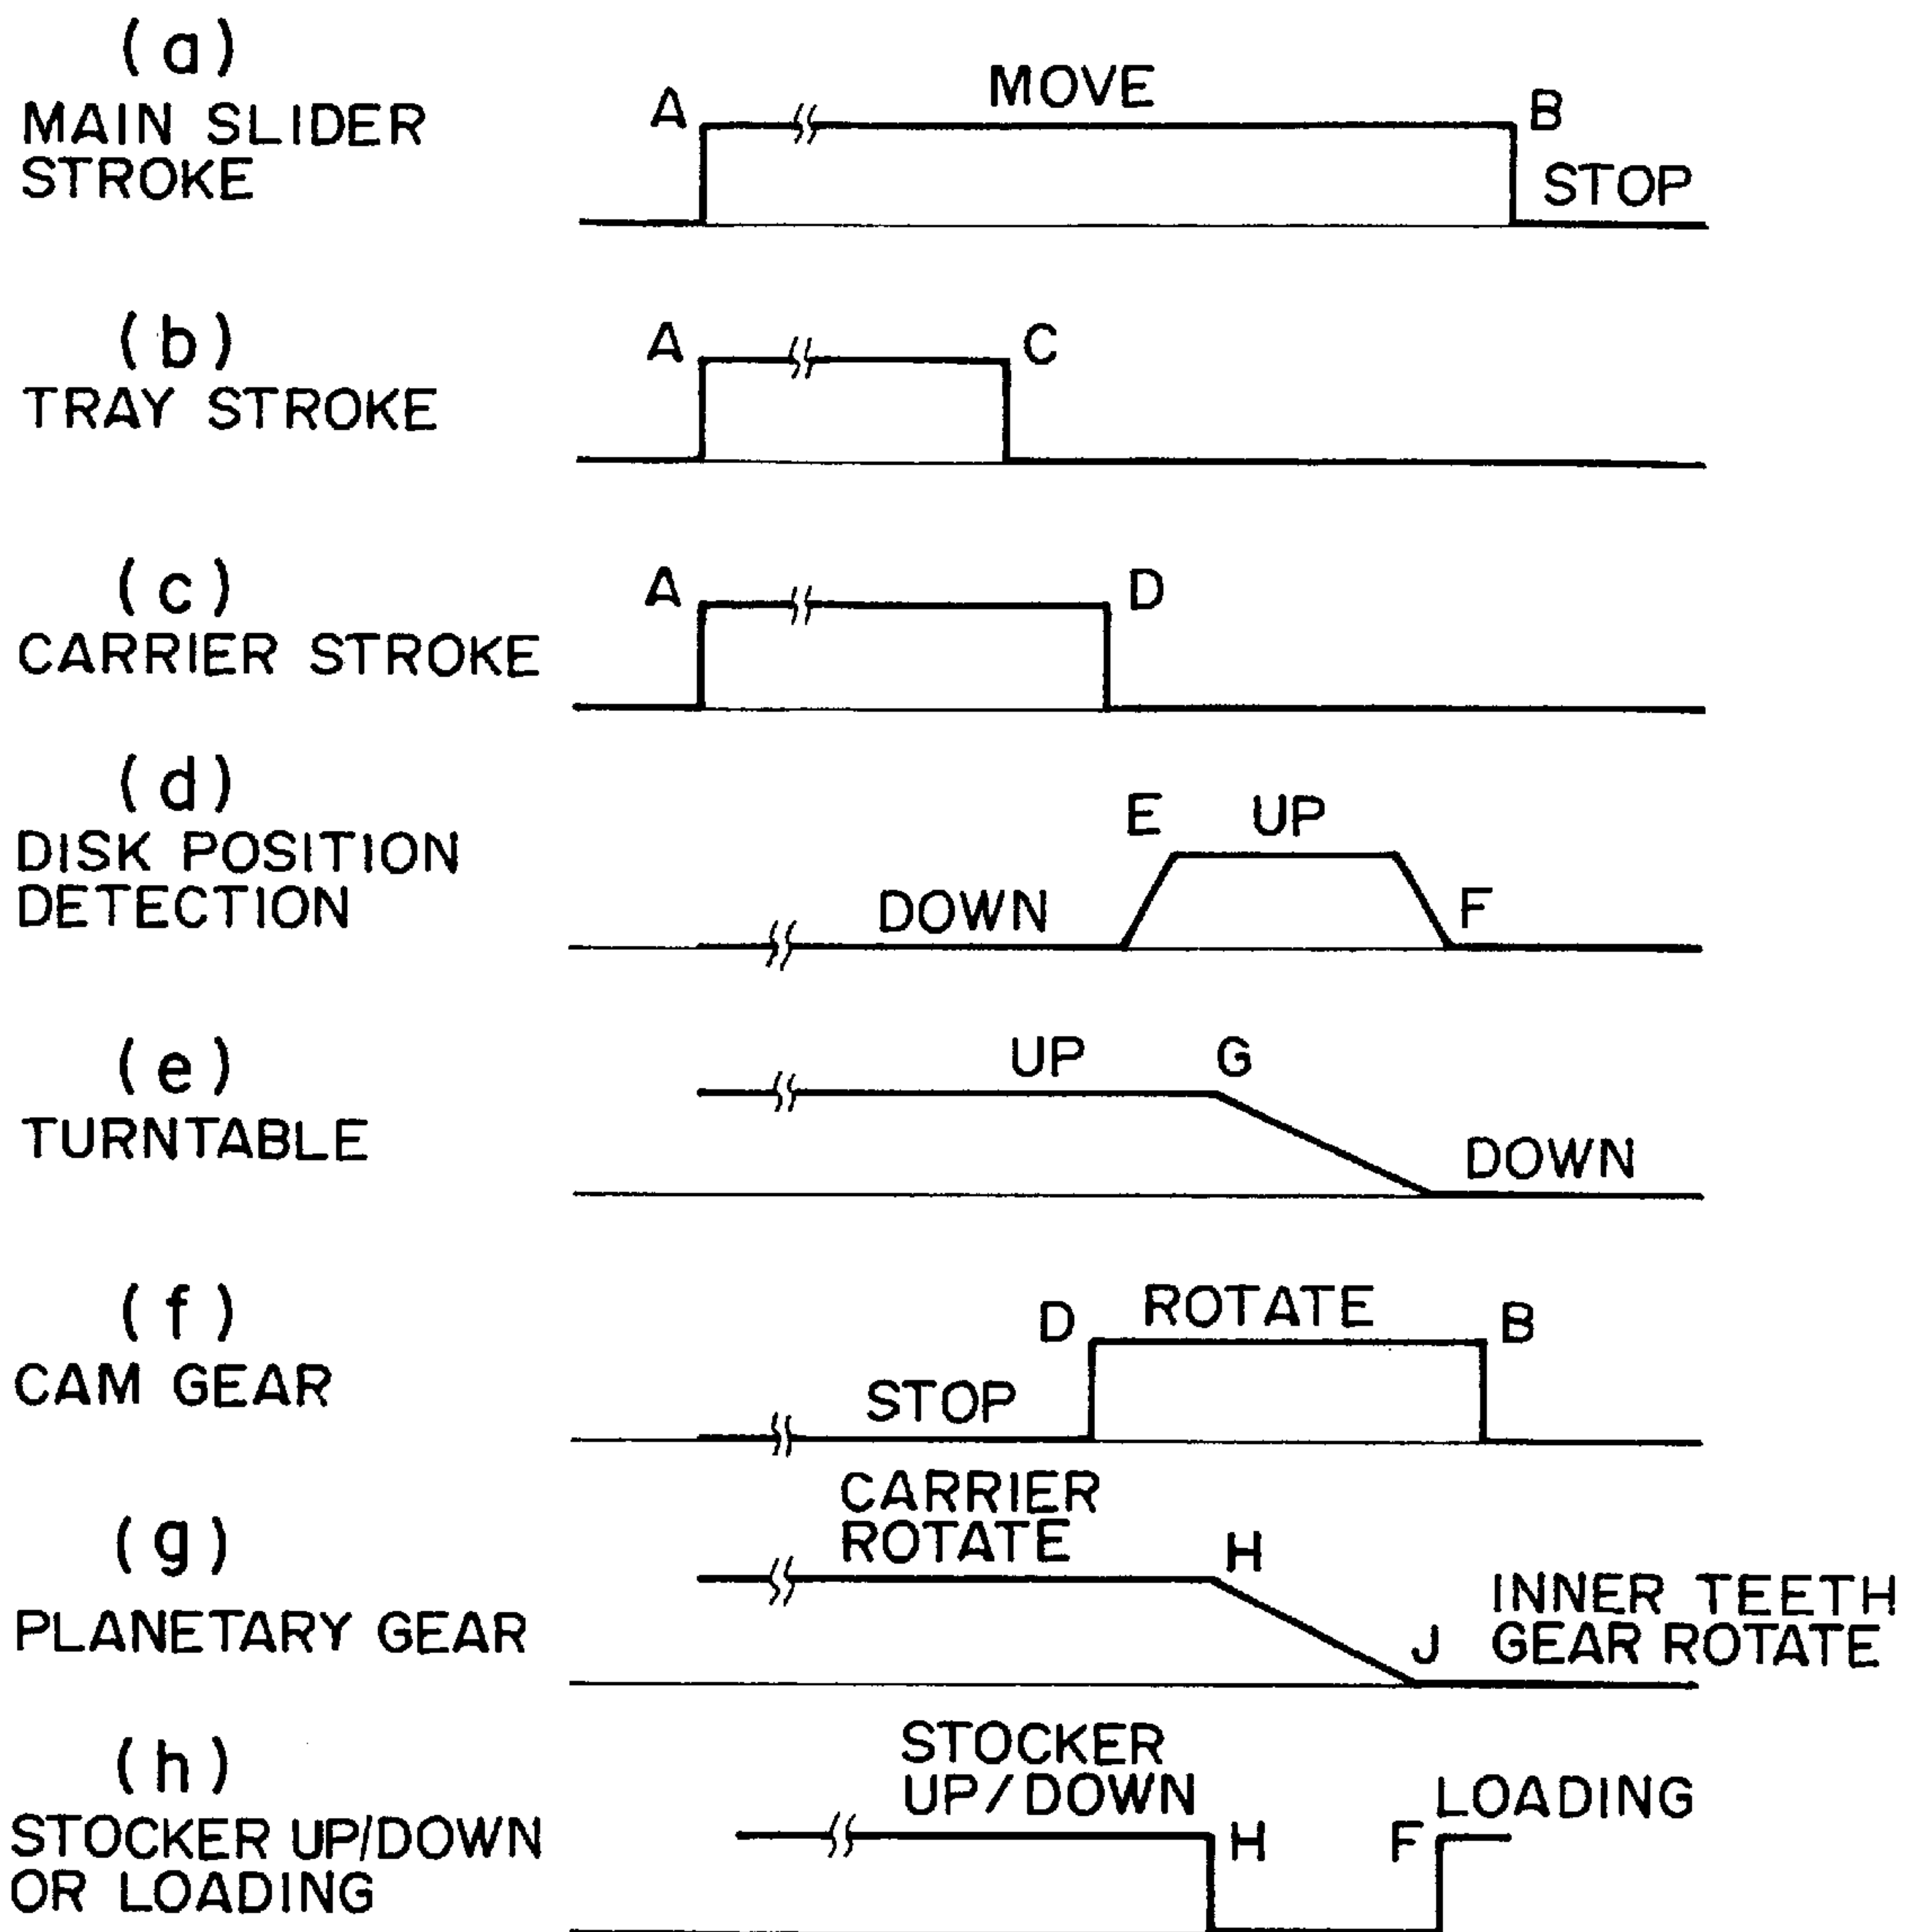 (a)
MAIN SLIDER
STROKE
A
MOVE
B
STOP
(b)
TRAY STROKE
A
C
(c)
CARRIER STROKE
A
D
(d)
DISK POSITION
DETECTION
DOWN
E
UP
F
(e)
TURNTABLE
UP
G
DOWN
(f)
CAM GEAR
STOP
D
ROTATE
B
(g)
PLANETARY GEAR
CARRIER
ROTATE
H
J
INNER TEETH
GEAR ROTATE
(h)
STOCKER UP/DOWN
OR LOADING
STOCKER
UP/DOWN
H
F
LOADING